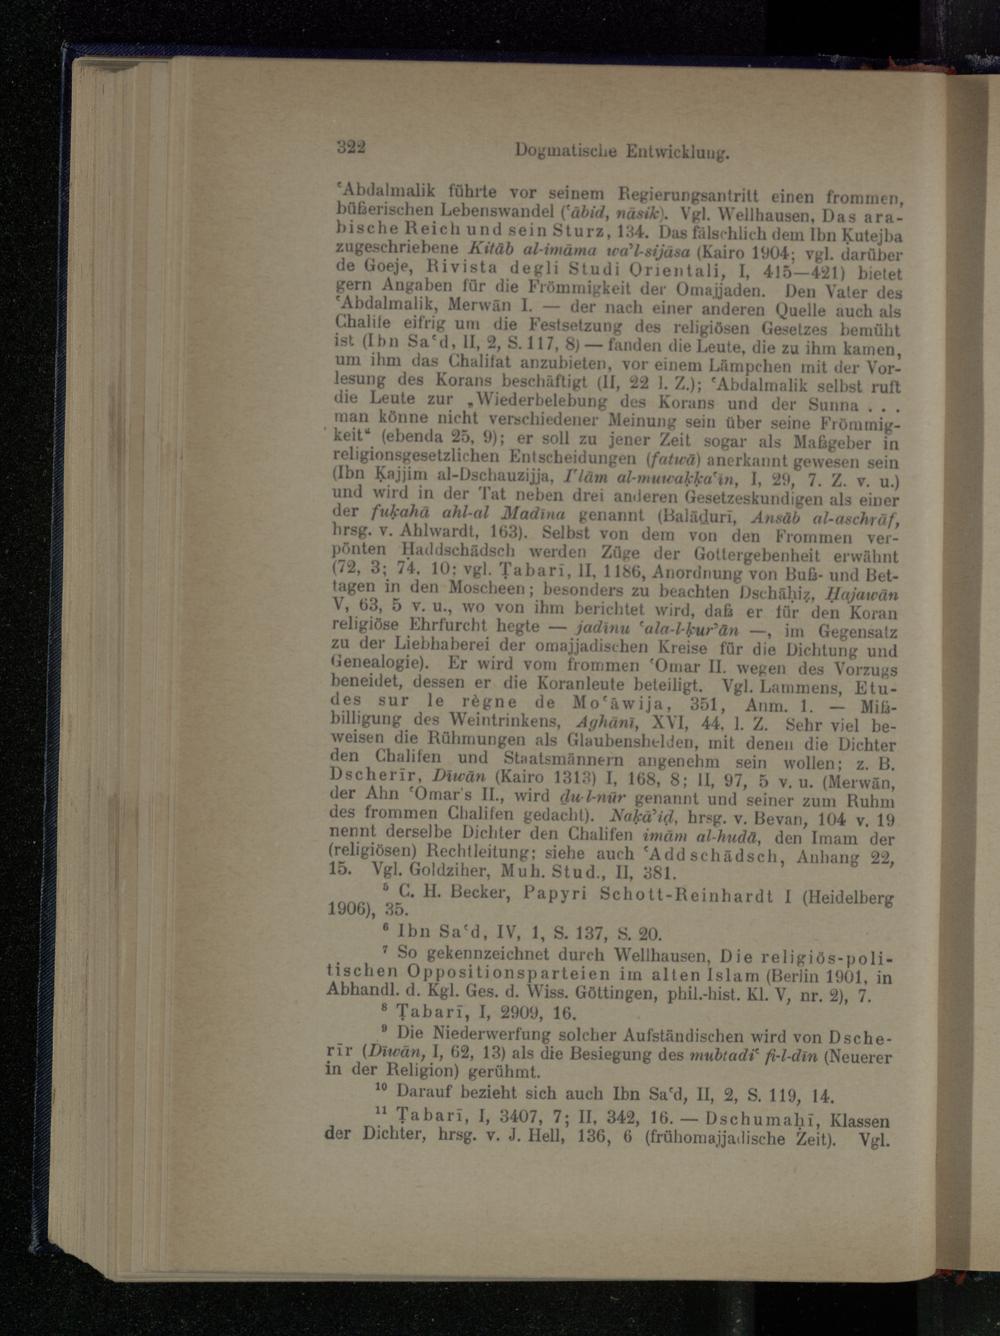 322 Dogmatische Entwicklung.
ʿAbdalmalik führte vor seinem Regierungsantritt einen frommen,
büßerischen Lebenswandel (ʿābid, nāsik). Vgl. Wellhausen, Das ara-
bische Reich und sein Sturz, 134. Das fälschlich dem Ibn Ḳutejba
zugeschriebene Kitāb al-imāma wa’l-sijāsa (Kairo 1904; vgl. darüber
de Goeje, Rivista degli Studi Orientali, I, 415—421) bietet
gern Angaben für die Frömmigkeit der Omajjaden. Den Vater des
ʿAbdalmalik, Merwān I. — der nach einer anderen Quelle auch als
Chalife eifrig um die Festsetzung des religiösen Gesetzes bemüht
ist (Ibn Saʿd, II, 2, S. 117, 8) — fanden die Leute, die zu ihm kamen,
um ihm das Chalifat anzubieten, vor einem Lämpchen mit der Vor-
lesung des Korans beschäftigt (II, 22 l. Z.); ʿAbdalmalik selbst ruft
die Leute zur „Wiederbelebung des Korans und der Sunna . . .
man könne nicht verschiedener Meinung sein über seine Frömmig-
keit“ (ebenda 25, 9); er soll zu jener Zeit sogar als Maßgeber in
religionsgesetzlichen Entscheidungen (fatwā) anerkannt gewesen sein
(Ibn Ḳajjim al-Dschauzijja, Iʿlām al-muwaḳḳaʿīn, I, 29, 7. Z. v. u.)
und wird in der Tat neben drei anderen Gesetzeskundigen als einer
der fuḳahā ahl-al Madīna genannt (Balāḏurī, Ansāb al-aschrāf,
hrsg. v. Ahlwardt, 163). Selbst von dem von den Frommen ver-
pönten Ḥaddschādsch werden Züge der Gottergebenheit erwähnt
(72, 3; 74, 10; vgl. Ṭabarī, II, 1186, Anordnung von Buß- und Bet-
tagen in den Moscheen; besonders zu beachten Dschāḥiẓ, Ḥajawān
V, 63, 5 v. u., wo von ihm berichtet wird, daß er für den Koran
religiöse Ehrfurcht hegte — jadīnu ʿala-l-ḳurʾān —, im Gegensatz
zu der Liebhaberei der omajjadischen Kreise für die Dichtung und
Genealogie). Er wird vom frommen ʿOmar II. wegen des Vorzugs
beneidet, dessen er die Koranleute beteiligt. Vgl. Lammens, Etu-
des sur le règne de Moʿâwija, 351, Anm. 1. — Miß-
billigung des Weintrinkens, Aghānī, XVI, 44, l. Z. Sehr viel be-
weisen die Rühmungen als Glaubenshelden, mit denen die Dichter
den Chalifen und Staatsmännern angenehm sein wollen; z. B.
Dscherīr, Dīwān (Kairo 1313) I, 168, 8; II, 97, 5 v. u. (Merwān,
der Ahn ʿOmar's II., wird ḏu-l-nūr genannt und seiner zum Ruhm
des frommen Chalifen gedacht). Naḳāʾiḍ, hrsg. v. Bevan, 104 v. 19
nennt derselbe Dichter den Chalifen imām al-hudā, den Imam der
(religiösen) Rechtleitung; siehe auch ʿAddschādsch, Anhang 22,
15. Vgl. Goldziher, Muh. Stud., II, 381.
⁵ C. H. Becker, Papyri Schott-Reinhardt I (Heidelberg
1906), 35.
⁶ Ibn Saʿd, IV, 1, S. 137, S. 20.
⁷ So gekennzeichnet durch Wellhausen, Die religiös-poli-
tischen Oppositionsparteien im alten Islam (Berlin 1901, in
Abhandl. d. Kgl. Ges. d. Wiss. Göttingen, phil.-hist. Kl. V, nr. 2), 7.
⁸ Ṭabarī, I, 2909, 16.
⁹ Die Niederwerfung solcher Aufständischen wird von Dsche-
rīr (Dīwān, I, 62, 13) als die Besiegung des mubtadiʿ fi-l-dīn (Neuerer
in der Religion) gerühmt.
¹⁰ Darauf bezieht sich auch Ibn Saʿd, II, 2, S. 119, 14.
¹¹ Ṭabarī, I, 3407, 7; II, 342, 16. — Dschumaḥī, Klassen
der Dichter, hrsg. v. J. Hell, 136, 6 (frühomajjadische Zeit). Vgl.